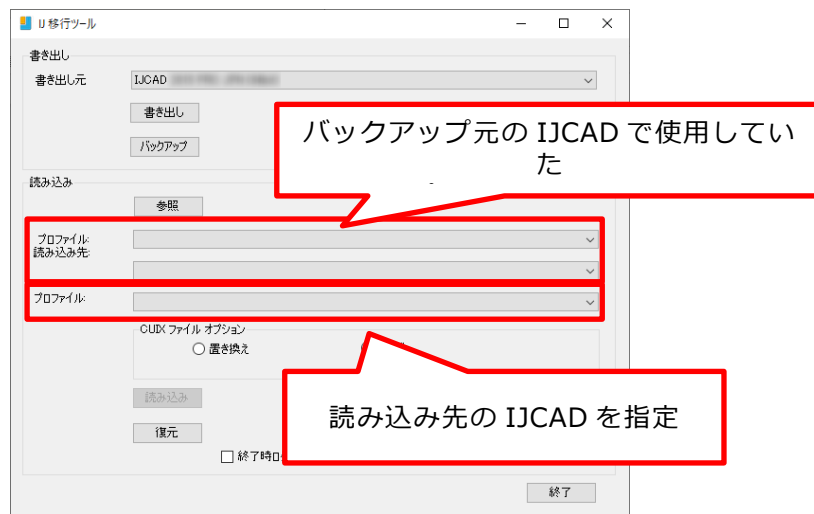 IJ 移行ツール
書き出し
書き出し元
IJCAD
書き出し
バックアップ
バックアップ元の IJCAD で使用してい
た
読み込み
参照
プロファイル:
読み込み先:
プロファイル:
CUIX ファイル オプション
置き換え
読み込み
読み込み先の IJCAD を指定
復元
終了時ロ
終了